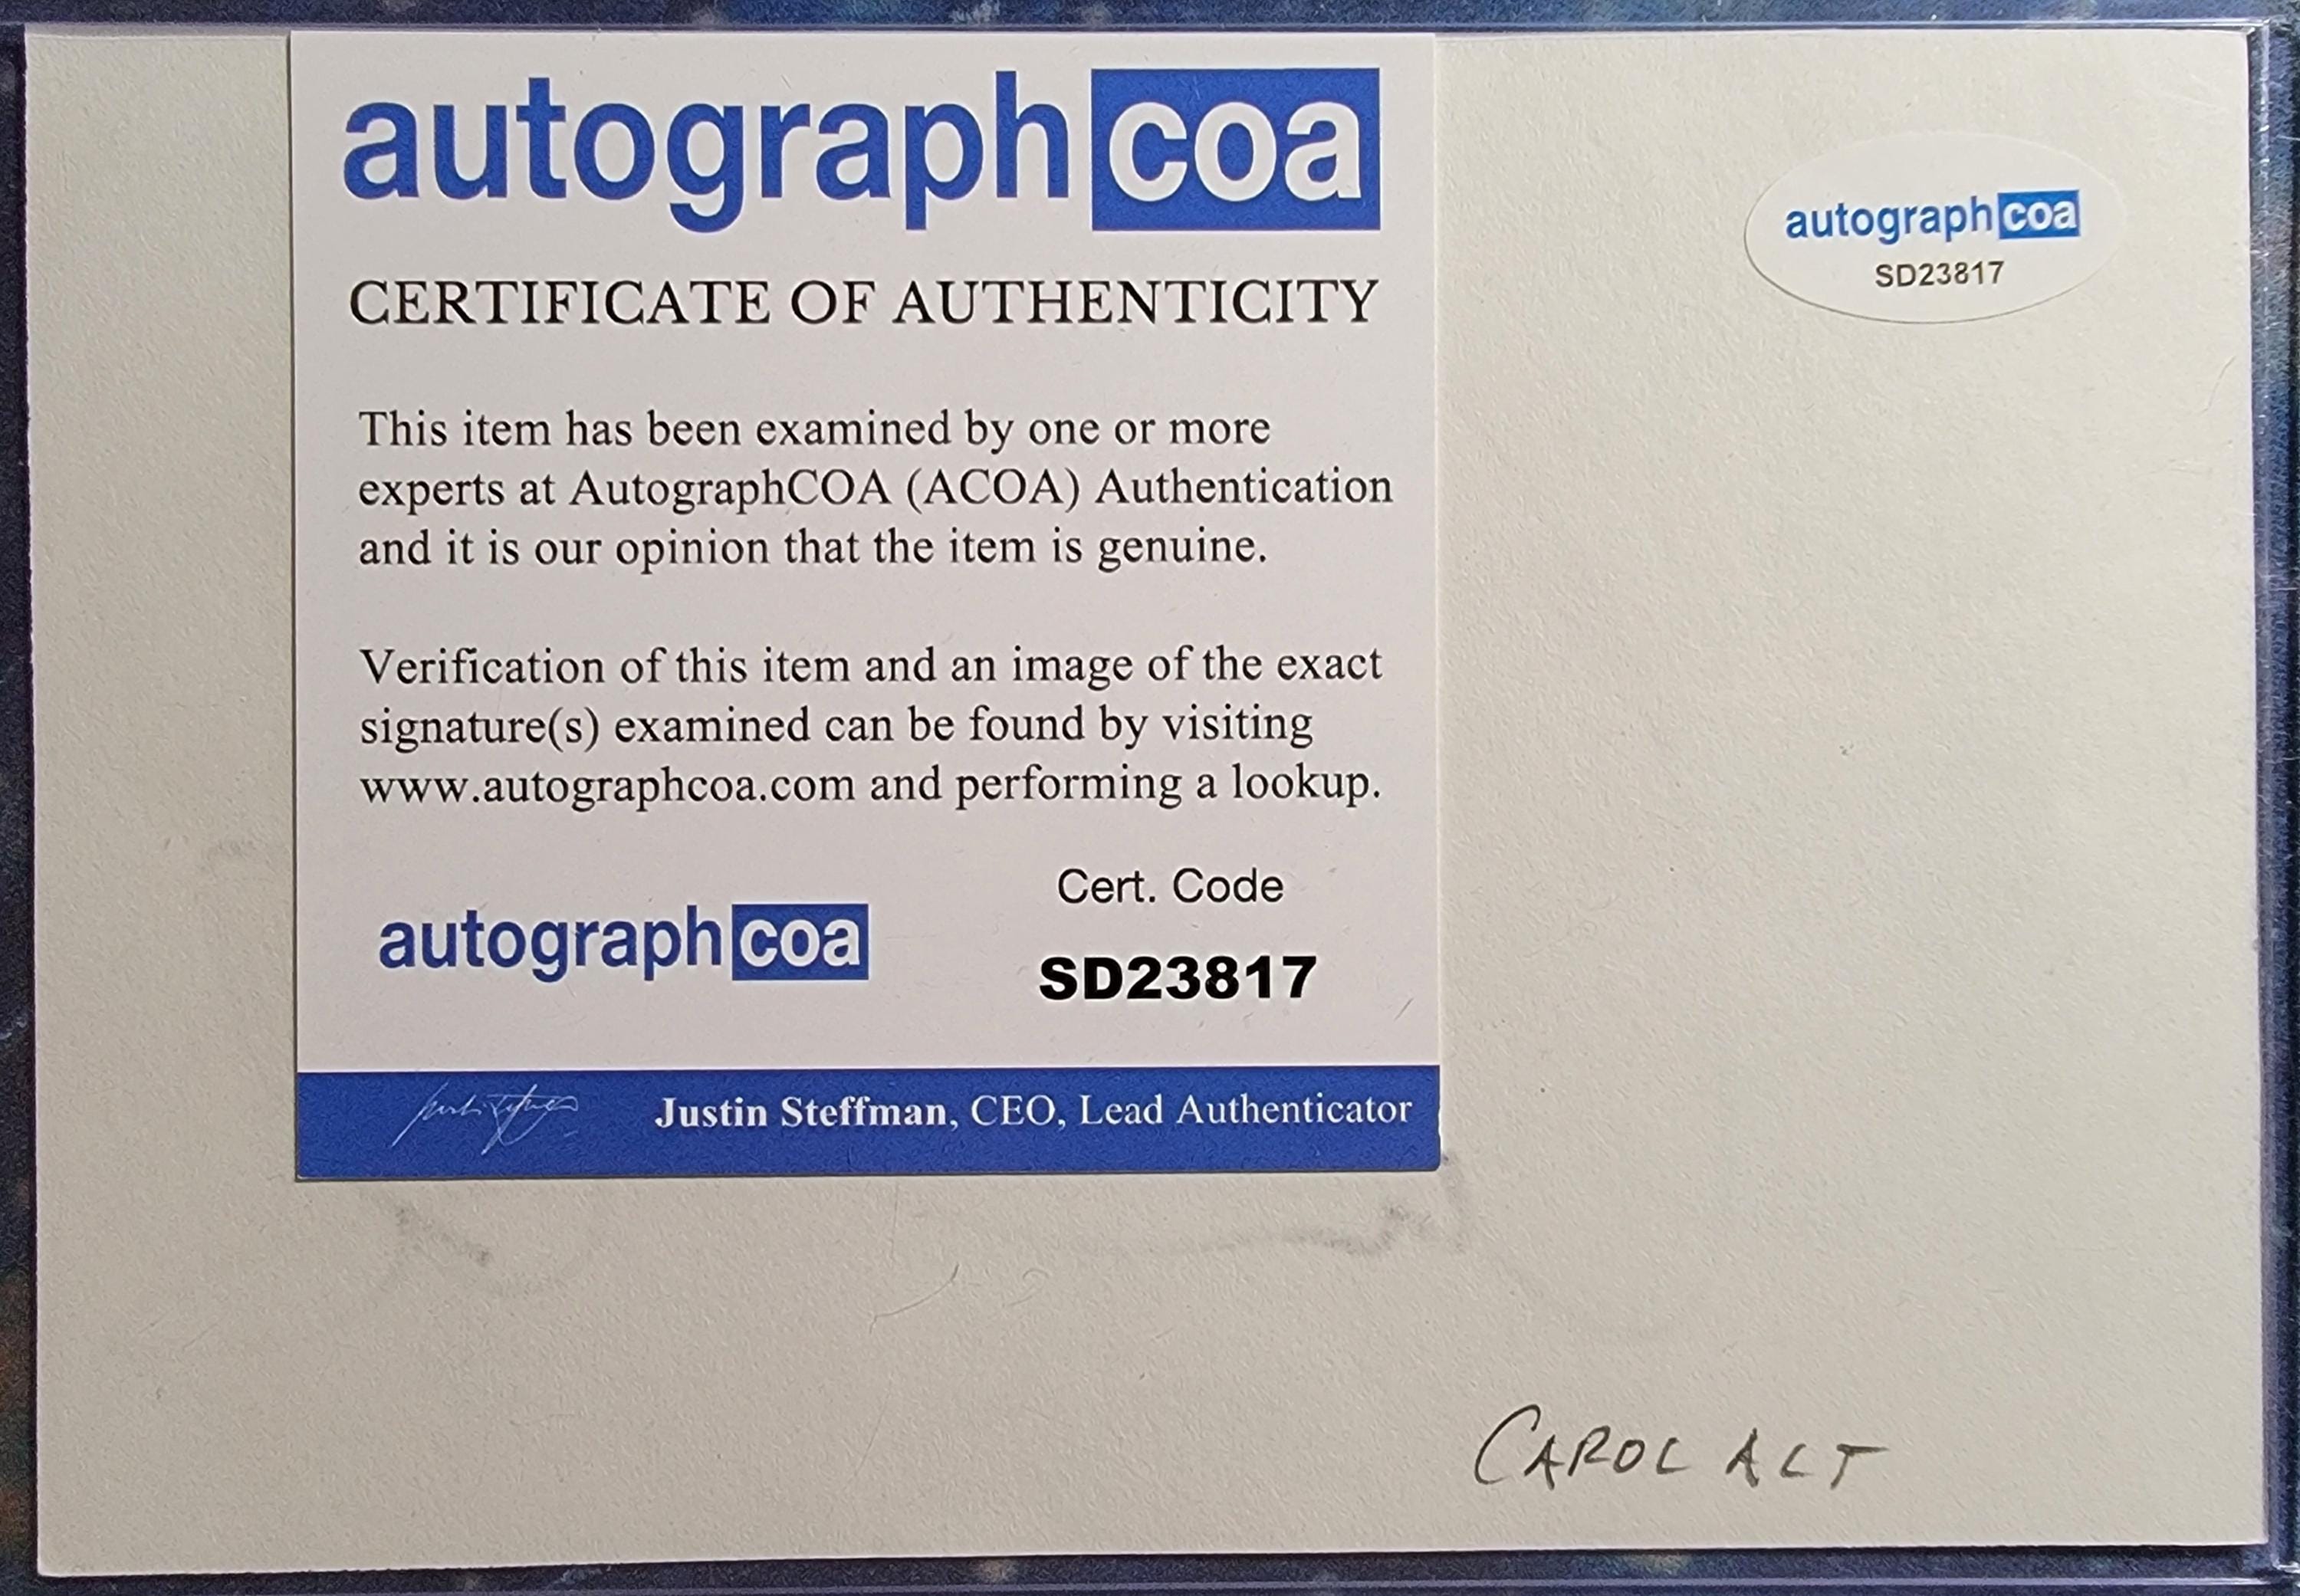 autographcoa
CERTIFICATE OF AUTHENTICITY
This item has been examined by one or more
experts at AutographCOA (ACOA) Authentication
and it is our opinion that the item is genuine.
Verification of this item and an image of the exact
signature(s) examined can be found by visiting
www.autographcoa.com and performing a lookup.
autographcoa
Cert. Code
SD23817
Justin Steffman, CEO, Lead Authenticator
autographcoa
SD23817
CAROL ALT